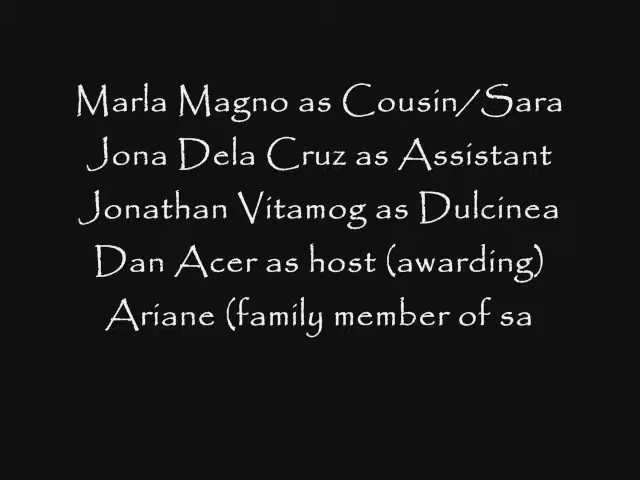 Marla Magno as Cousin/Sara
Jona Dela Cruz as Assistant
Jonathan Vitamog as Dulcinea
Dan Acer as host (awarding)
Ariane (family member of sa